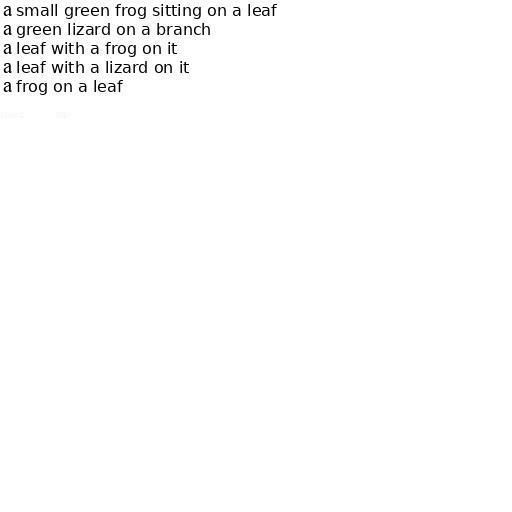 a small green frog sitting on a leaf
a green lizard on a branch
a leaf with a frog on it
a leaf with a lizard on it
a frog on a leaf